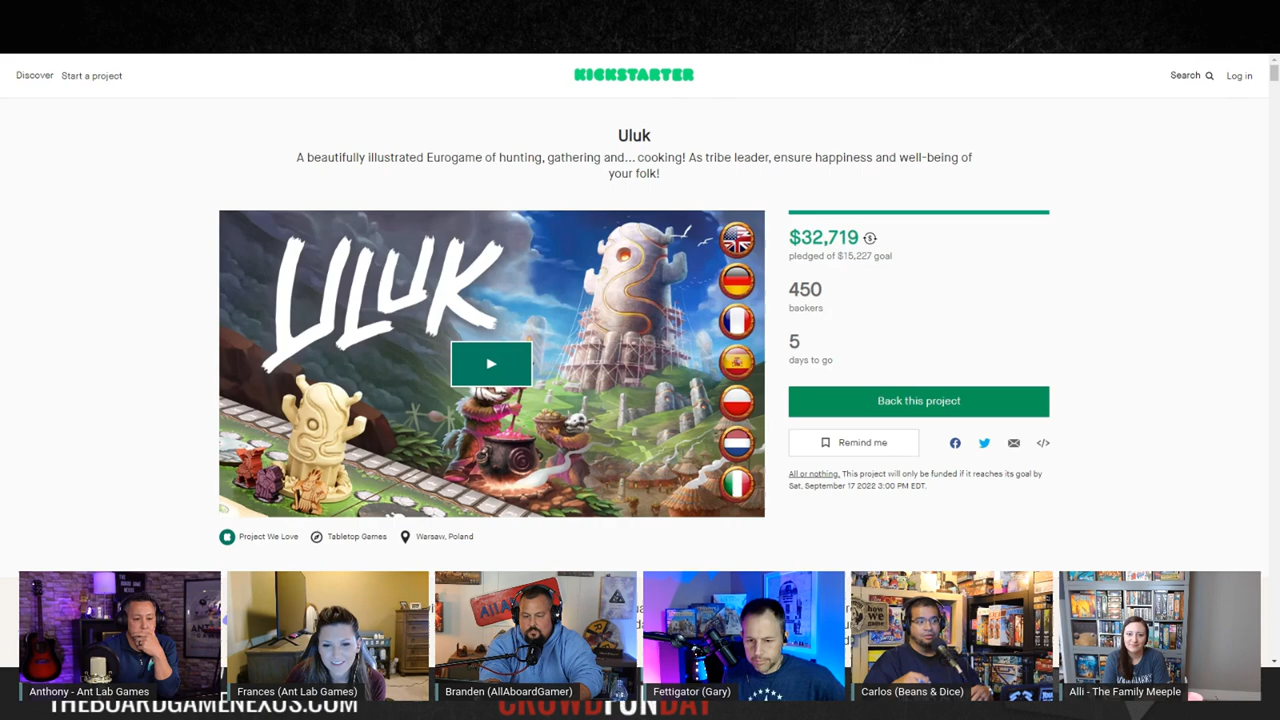 Discover
Start a project
KICKSTARTER
Search
Log in
Uluk
A beautifully illustrated Eurogame of hunting, gathering and... cooking! As tribe leader, ensure happiness and well-being of
your folk!
ULUK
$32,719
pledged of $15,227 goal
450
backers
5
days to go
Back this project
Remind me
</>
All or nothing. This project will only be funded if it reaches its goal by
Sat, September 17 2022 3:00 PM EDT.
Project We Love
Tabletop Games
Warsaw, Poland
how
we
game
Anthony - Ant Lab Games
Frances (Ant Lab Games)
Branden (AllAboardGamer)
Fettigator (Gary)
Carlos (Beans & Dice)
Alli - The Family Meeple
THEBOARDGAMENEXUS.COM
CROWDFUNDAY